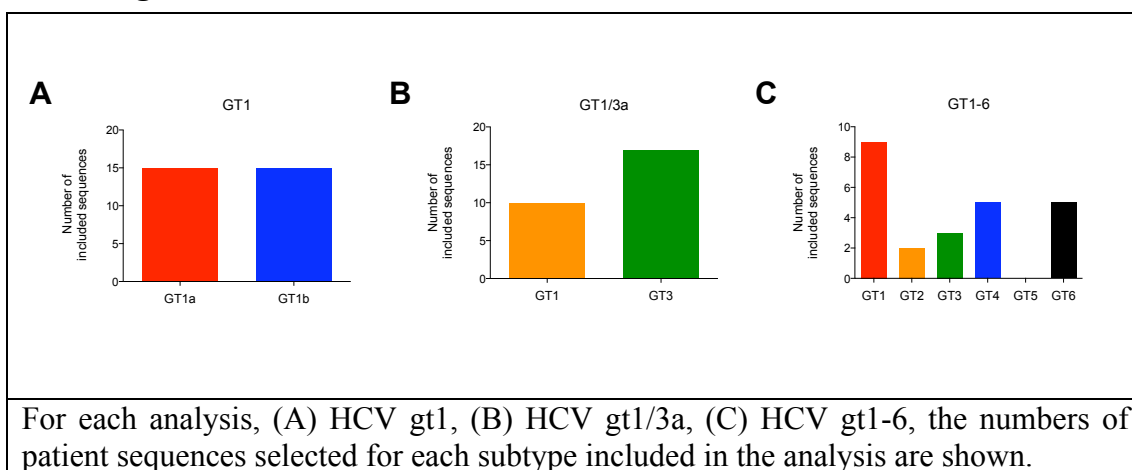 A
GT1
Number of
included sequences
20
15
10
5
0
GT1a GT1b
B
GT1/3a
Number of
included sequences
20
15
10
5
0
GT1 GT3
C
GT1-6
Number of
included sequences
10
8
6
4
2
0
GT1 GT2 GT3 GT4 GT5 GT6
For each analysis, (A) HCV gt1, (B) HCV gt1/3a, (C) HCV gt1-6, the numbers of
patient sequences selected for each subtype included in the analysis are shown.